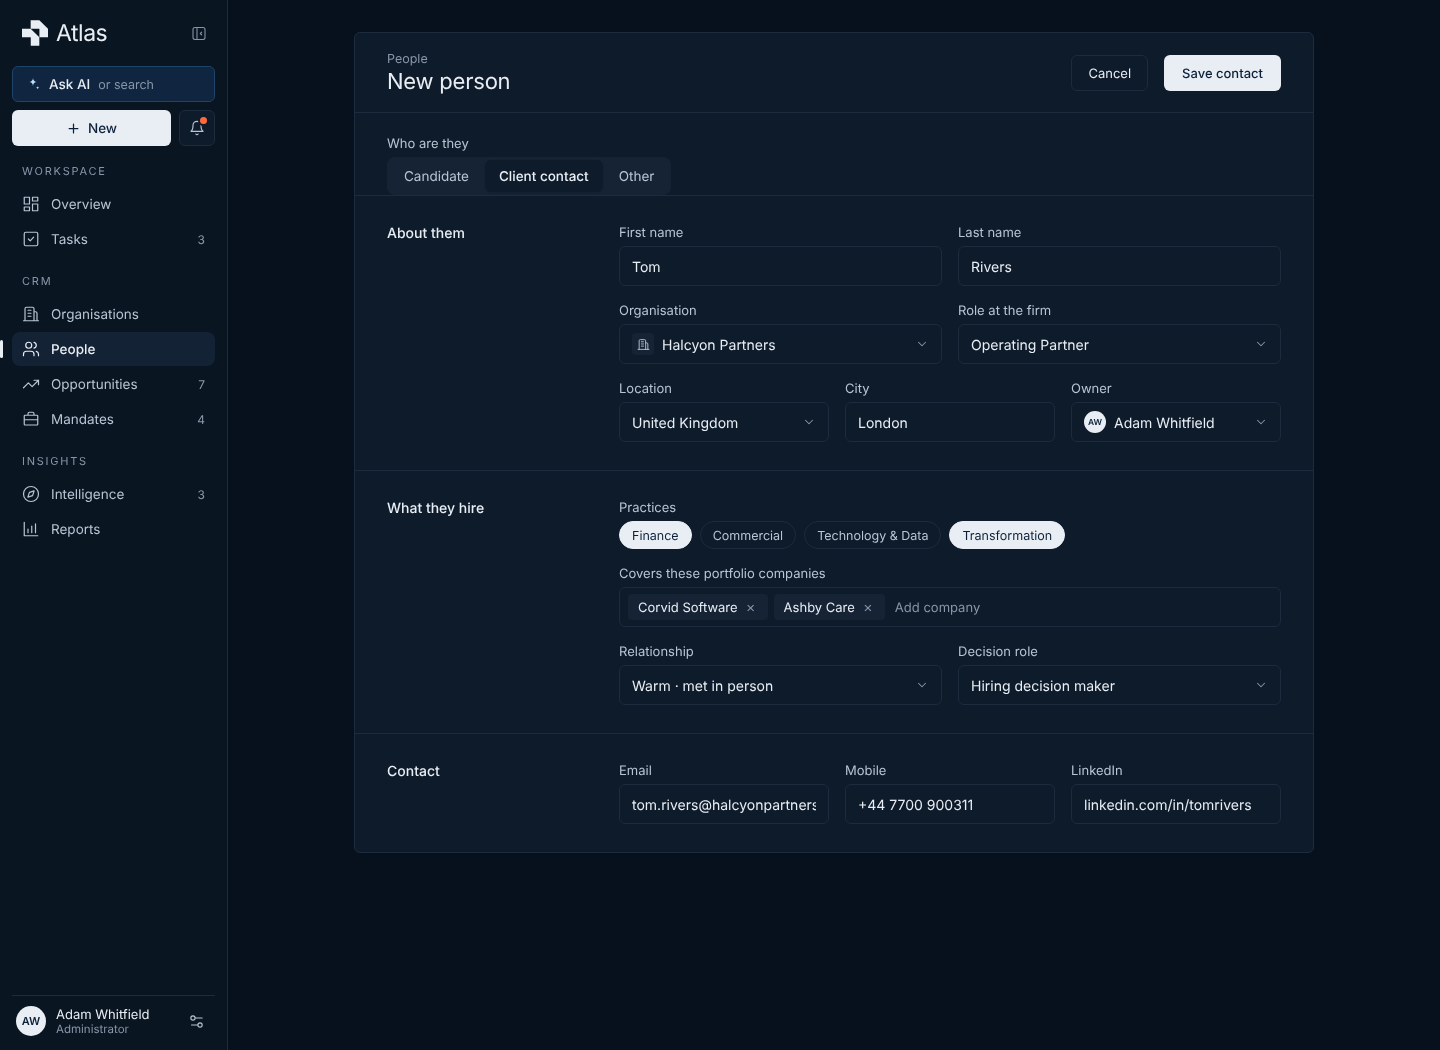 Atlas
Ask AI or search
New
WORKSPACE
Overview
Tasks 3
CRM
Organisations
People
Opportunities 7
Mandates 4
INSIGHTS
Intelligence 3
Reports
AW Adam Whitfield
Administrator
People
New person
Cancel
Save contact
Who are they
Candidate Client contact Other
About them
First name Last name
Tom Rivers
Organisation Role at the firm
Halcyon Partners Operating Partner
Location City Owner
United Kingdom London AW Adam Whitfield
What they hire
Practices
Finance Commercial Technology & Data Transformation
Covers these portfolio companies
Corvid Software × Ashby Care × Add company
Relationship Decision role
Warm · met in person Hiring decision maker
Contact
Email Mobile LinkedIn
tom.rivers@halcyonpartners +44 7700 900311 linkedin.com/in/tomrivers